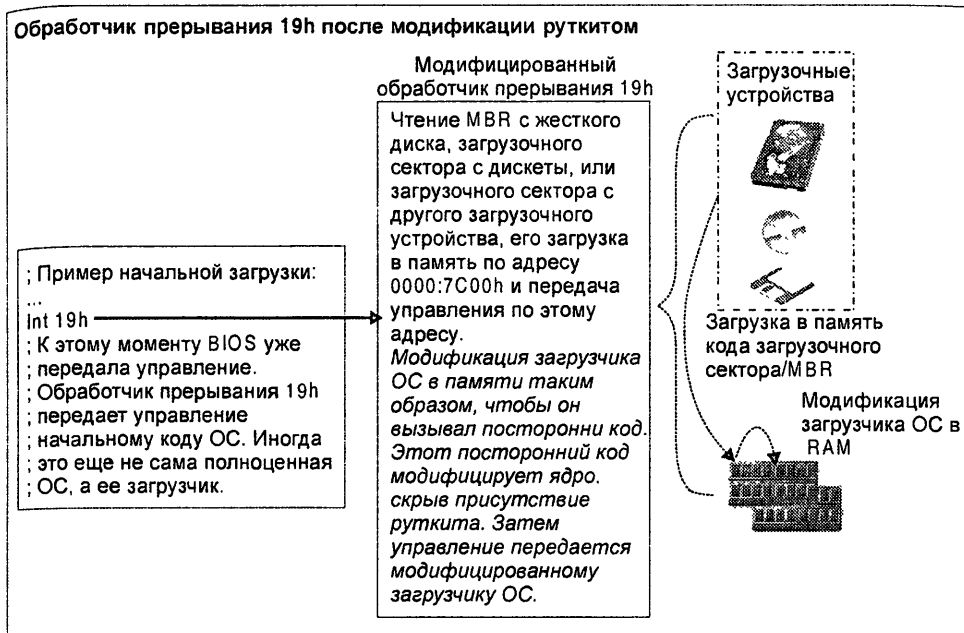 Обработчик прерывания 19h после модификации руткитом
Модифицированный
обработчик прерывания 19h
Чтение MBR с жесткого
диска, загрузочного
сектора с дискеты, или
загрузочного сектора с
другого загрузочного
устройства, его загрузка
в память по адресу
0000:7C00h и передача
управления по этому
адресу.
Модификация загрузчика
ОС в памяти таким
образом, чтобы он
вызывал посторонни код.
Этот посторонний код
модифицирует ядро.
скрыв присутствие
руткита. Затем
управление передается
модифицированному
загрузчику ОС.
; Пример начальной загрузки:
...
Int 19h
; К этому моменту BIOS уже
; передала управление.
; Обработчик прерывания 19h
; передает управление
; начальному коду ОС. Иногда
; это еще не сама полноценная
; ОС, а ее загрузчик.
Загрузочные
устройства
Загрузка в память
кода загрузочного
сектора/MBR
Модификация
загрузчика ОС в
RAM